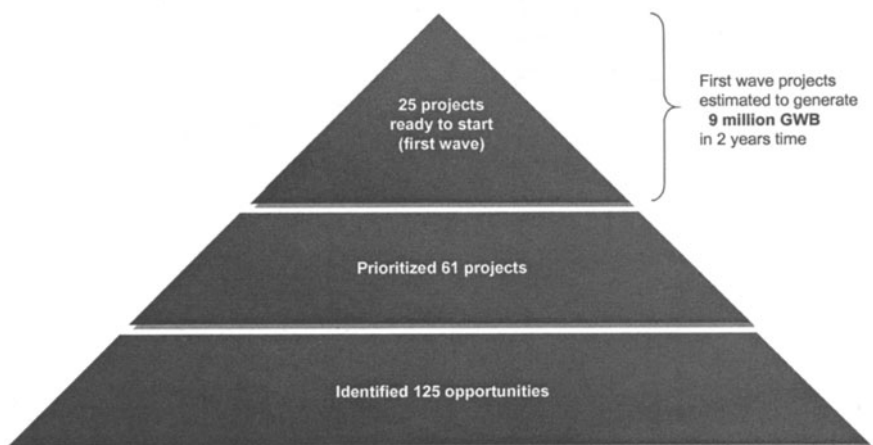 25 projects
ready to start
(first wave)
First wave projects
estimated to generate
9 million GWB
in 2 years time
Prioritized 61 projects
Identified 125 opportunities